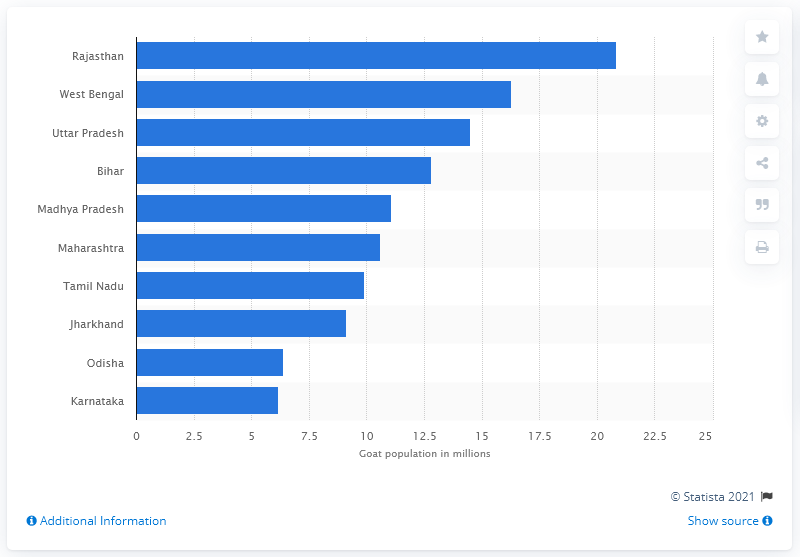 Rajasthan
West Bengal
Uttar Pradesh
Bihar
Madhya Pradesh
Maharashtra
Tamil Nadu
Jharkhand
Odisha
Karnataka
0 2.5 5 7.5 10 12.5 15 17.5 20 22.5 25
Goat population in millions
© Statista 2021
Additional Information Show source